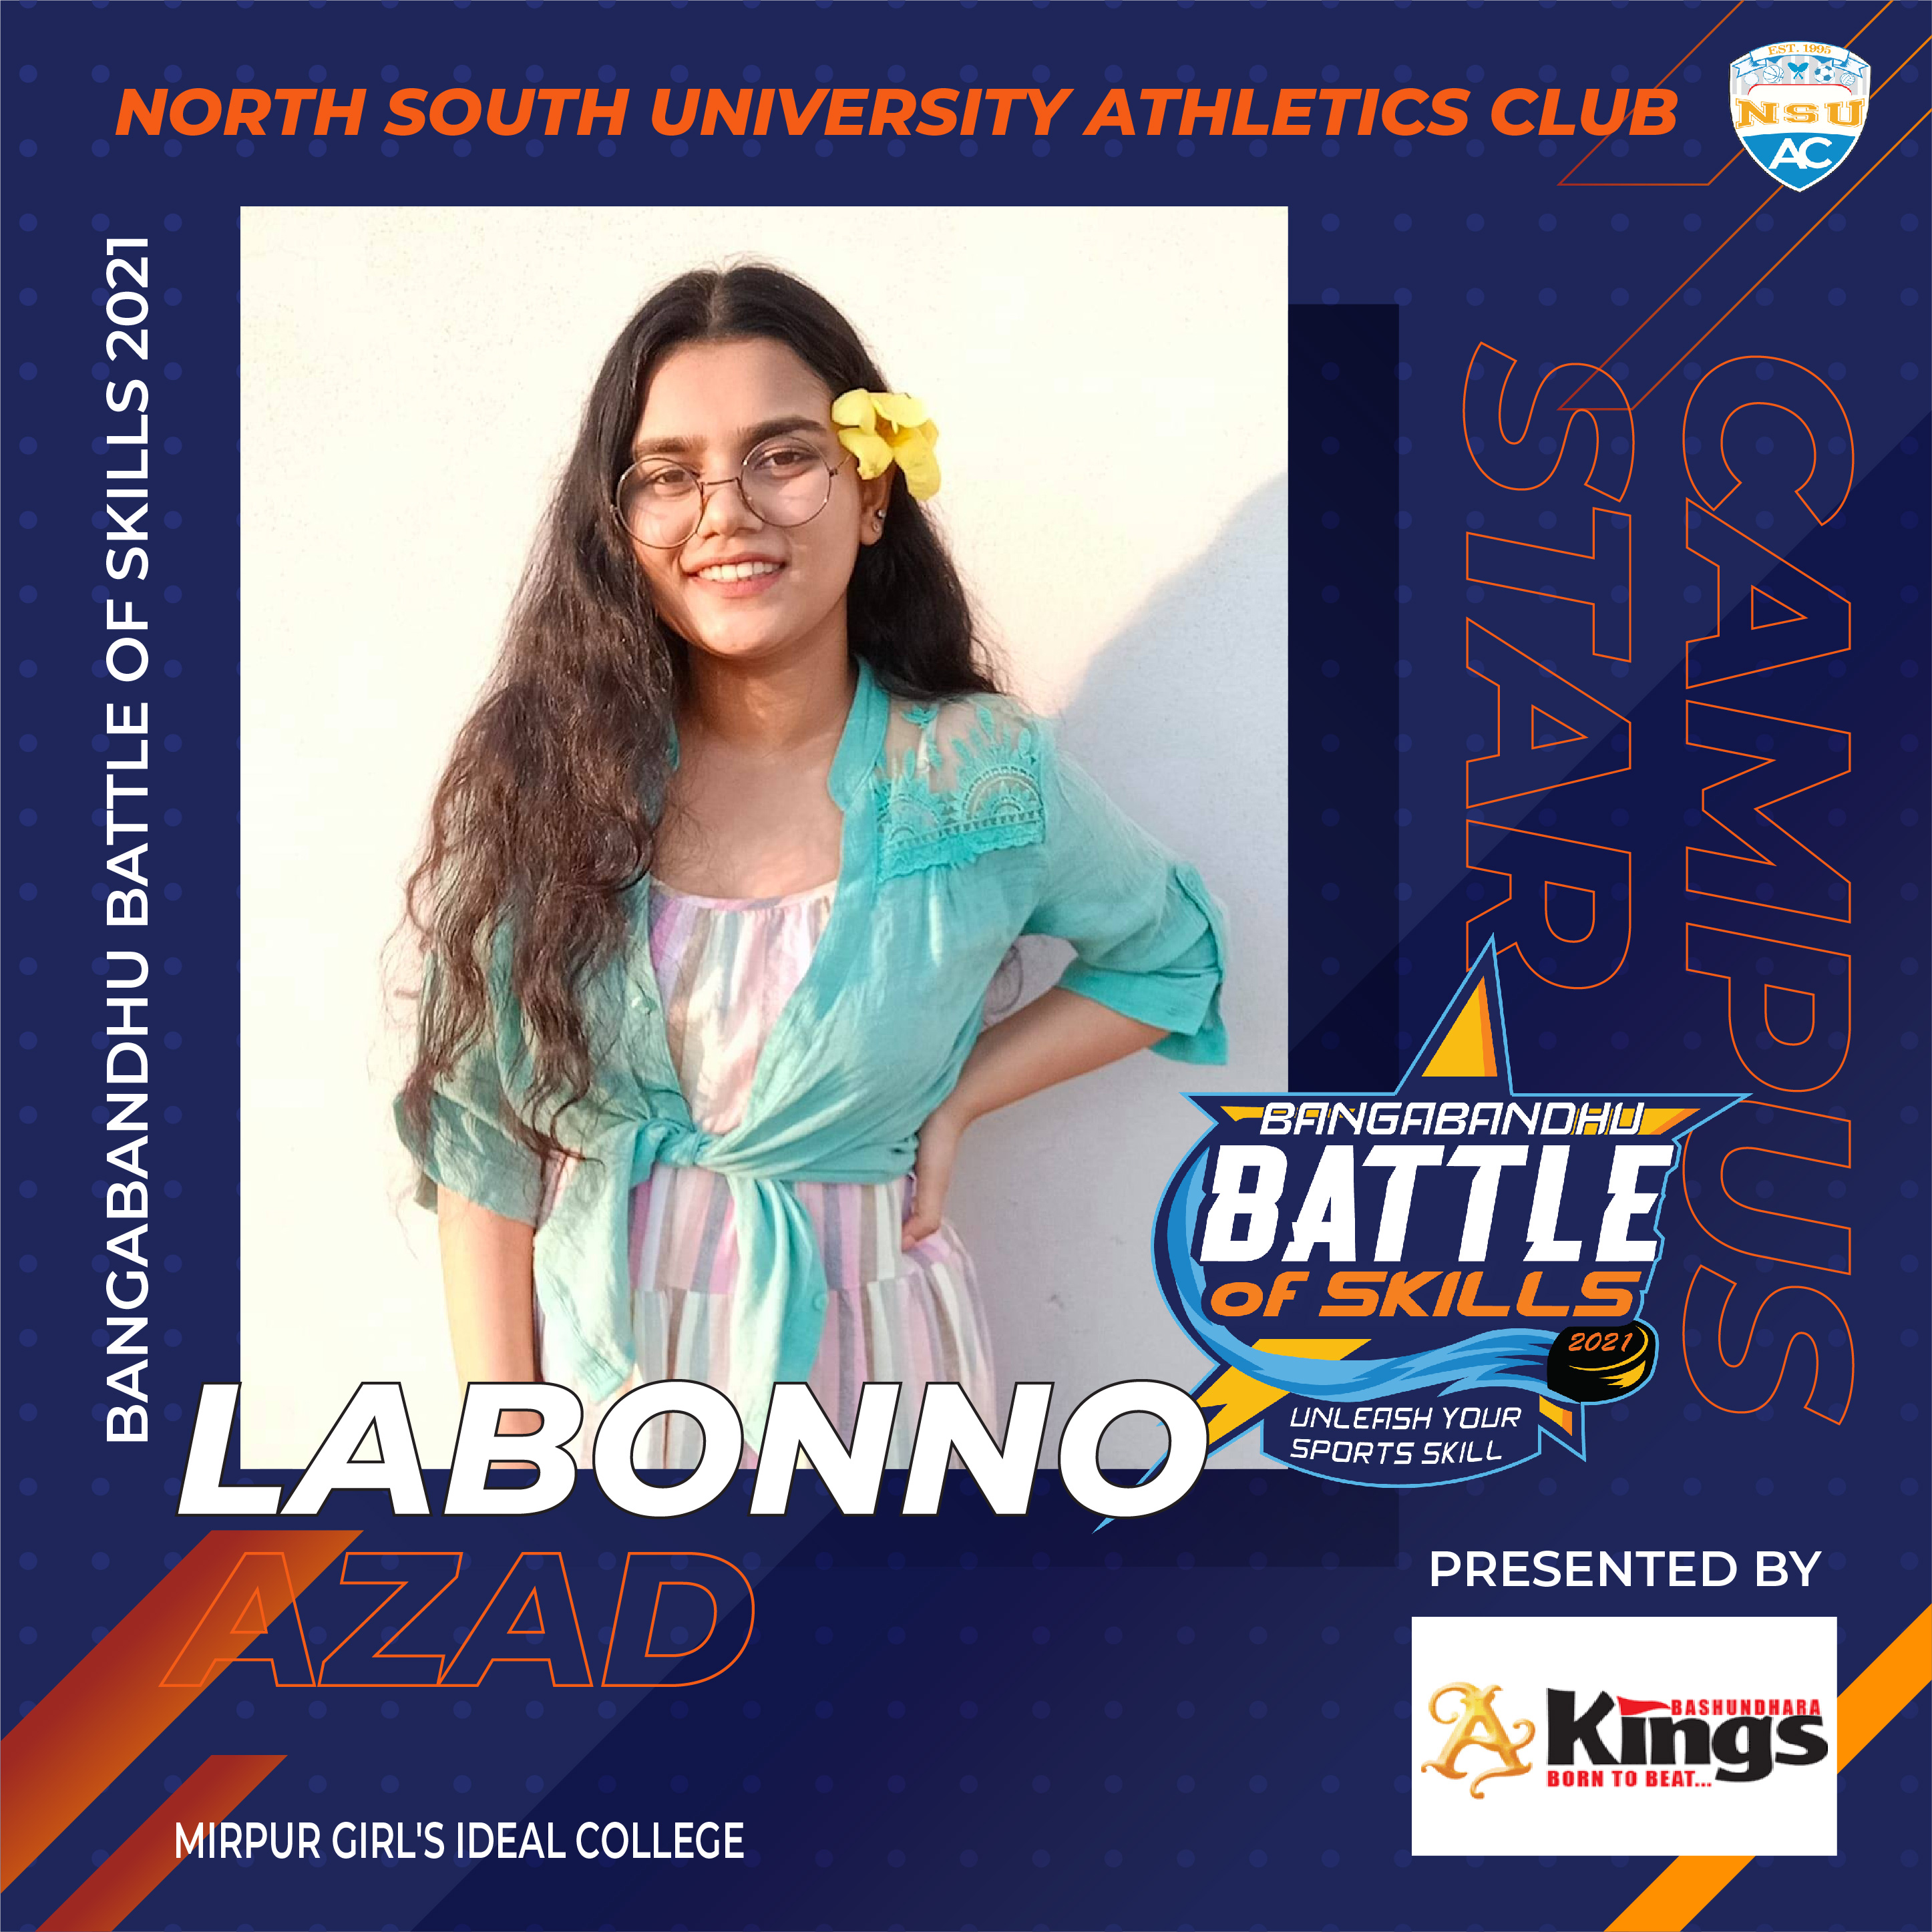 NORTH SOUTH UNIVERSITY ATHLETICS CLUB
EST. 1995
NSU
AC
BANGABANDHU BATTLE OF SKILLS 2021
CAMPUS
STAR
BANGABANDHU
BATTLE
OF SKILLS
2021
UNLEASH YOUR
SPORTS SKILL
LABONNO
AZAD
MIRPUR GIRL'S IDEAL COLLEGE
PRESENTED BY
A
BASHUNDHARA
Kings
BORN TO BEAT...